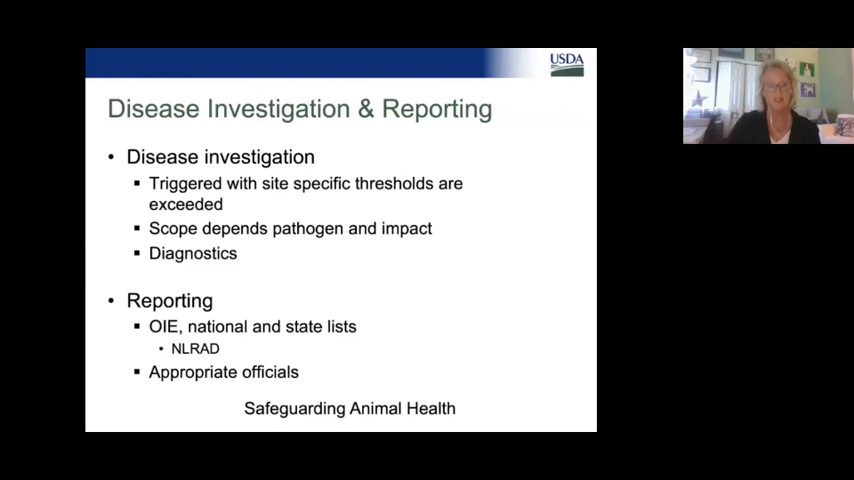 USDA
Disease Investigation & Reporting
• Disease investigation
▪ Triggered with site specific thresholds are
exceeded
▪ Scope depends pathogen and impact
▪ Diagnostics
• Reporting
▪ OIE, national and state lists
• NLRAD
▪ Appropriate officials
Safeguarding Animal Health